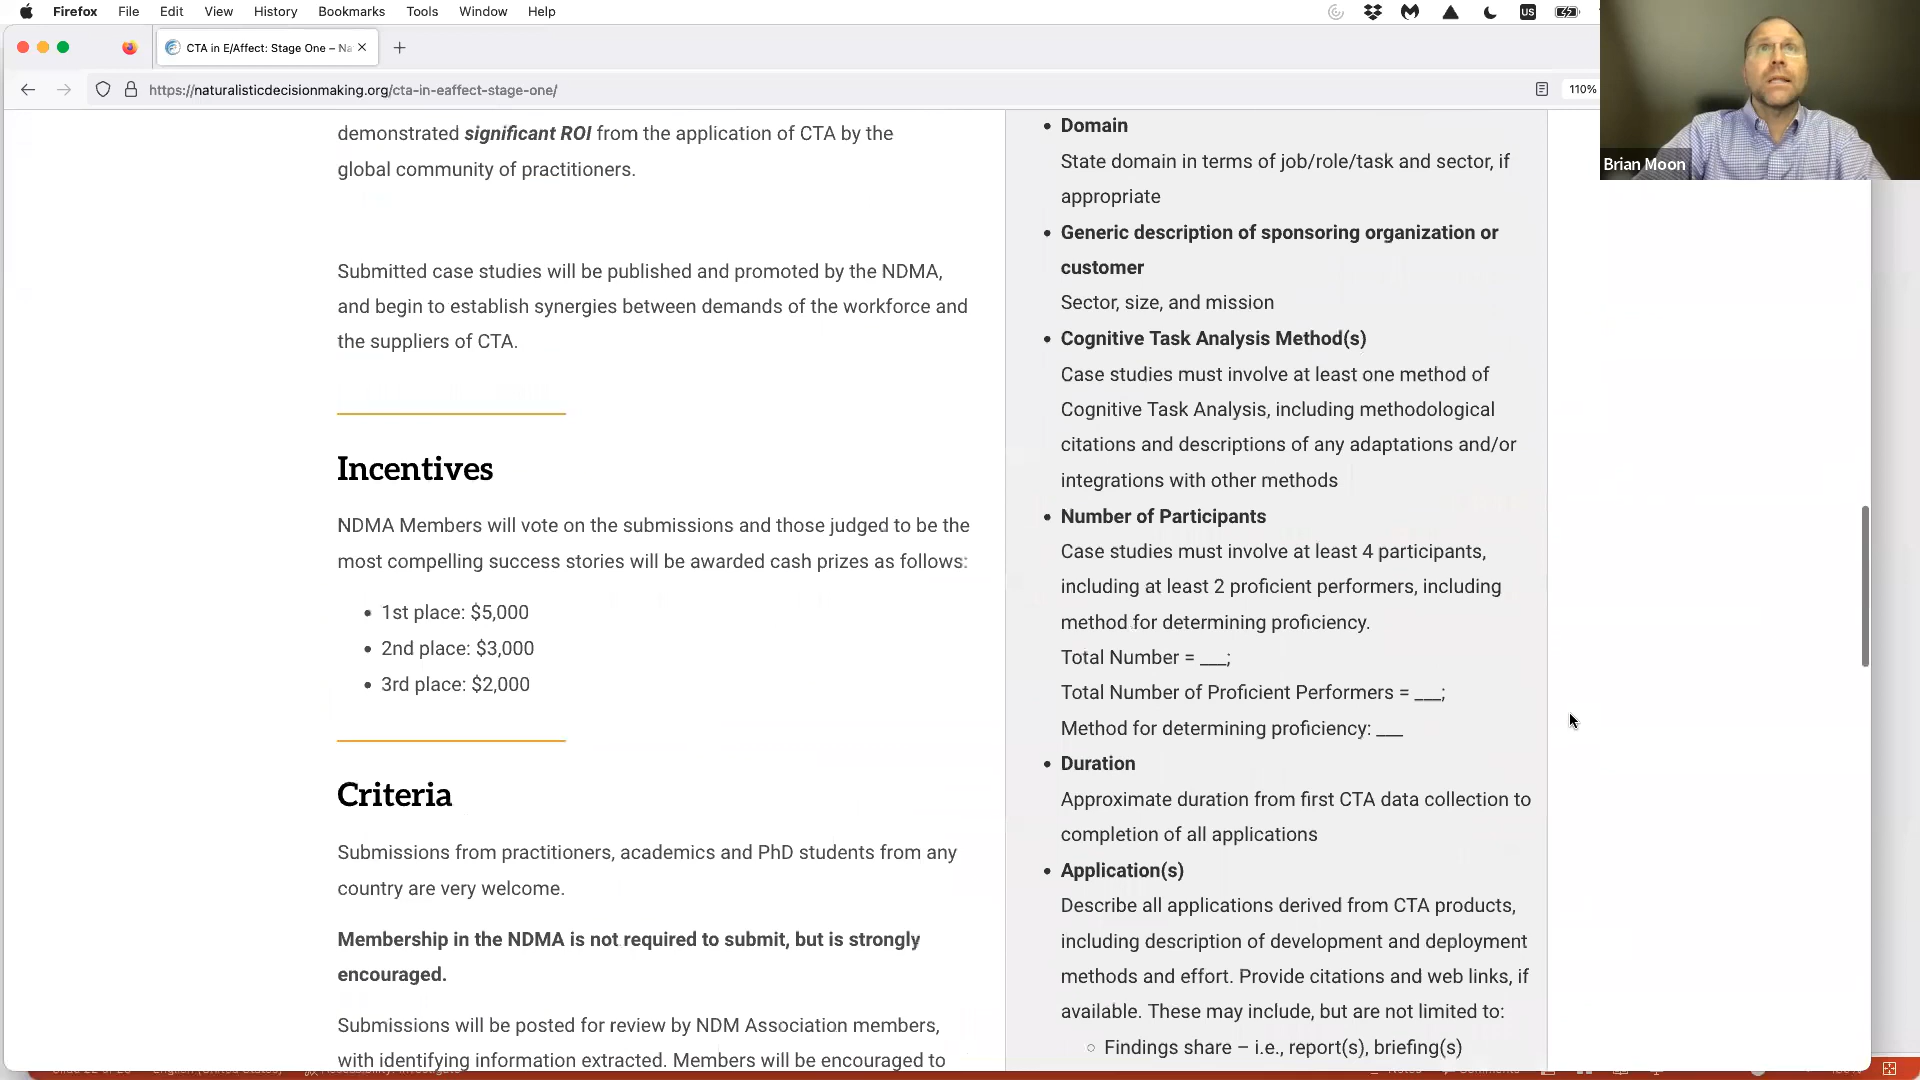 Firefox File Edit View History Bookmarks Tools Window Help
US
CTA in E/Affect: Stage One – Na
https://naturalisticdecisionmaking.org/cta-in-eaffect-stage-one/
110%
Brian Moon
demonstrated significant ROI from the application of CTA by the
global community of practitioners.
Submitted case studies will be published and promoted by the NDMA,
and begin to establish synergies between demands of the workforce and
the suppliers of CTA.
Incentives
NDMA Members will vote on the submissions and those judged to be the
most compelling success stories will be awarded cash prizes as follows:
• 1st place: $5,000
• 2nd place: $3,000
• 3rd place: $2,000
Criteria
Submissions from practitioners, academics and PhD students from any
country are very welcome.
Membership in the NDMA is not required to submit, but is strongly
encouraged.
Submissions will be posted for review by NDM Association members,
with identifying information extracted. Members will be encouraged to
• Domain
State domain in terms of job/role/task and sector, if
appropriate
• Generic description of sponsoring organization or
customer
Sector, size, and mission
• Cognitive Task Analysis Method(s)
Case studies must involve at least one method of
Cognitive Task Analysis, including methodological
citations and descriptions of any adaptations and/or
integrations with other methods
• Number of Participants
Case studies must involve at least 4 participants,
including at least 2 proficient performers, including
method for determining proficiency.
Total Number = ___;
Total Number of Proficient Performers = ___;
Method for determining proficiency: ___
• Duration
Approximate duration from first CTA data collection to
completion of all applications
• Application(s)
Describe all applications derived from CTA products,
including description of development and deployment
methods and effort. Provide citations and web links, if
available. These may include, but are not limited to:
○ Findings share – i.e., report(s), briefing(s)